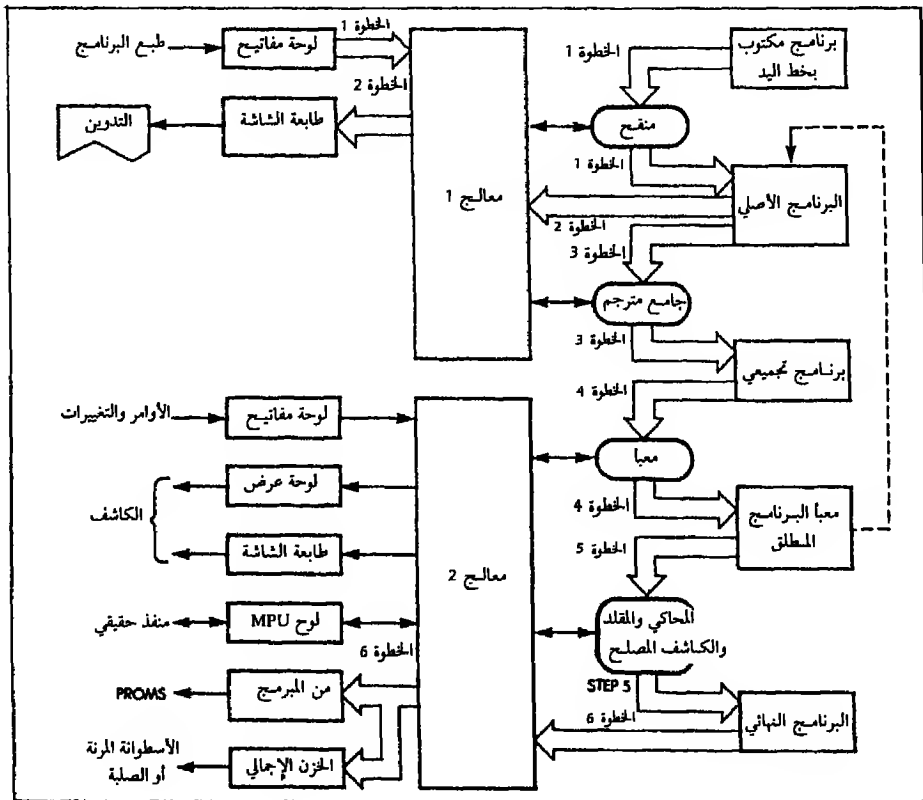 برنامج مكتوب
بخط اليد
الخطوة 1
لوحة مفاتيح
طبع البرنامج
الخطوة 1
الخطوة 2
منقح
طابعة الشاشة
التدوين
الخطوة 1
معالج 1
البرنامج الأصلي
الخطوة 2
الخطوة 3
جامع مترجم
الخطوة 3
برنامج تجميعي
الخطوة 4
لوحة مفاتيح
الأوامر والتغييرات
معبا
لوحة عرض
الكاشف
معبا البرنامج
المطلق
الخطوة 4
الخطوة 5
طابعة الشاشة
معالج 2
المحاكي والمقلد
والكاشف المصلح
لوح MPU
منفذ حقيقي
الخطوة 6
STEP 5
من المبرمج
PROMS
البرنامج النهائي
الخطوة 6
الخزن الإجمالي
الأسطوانة المرنة
أو الصلبة